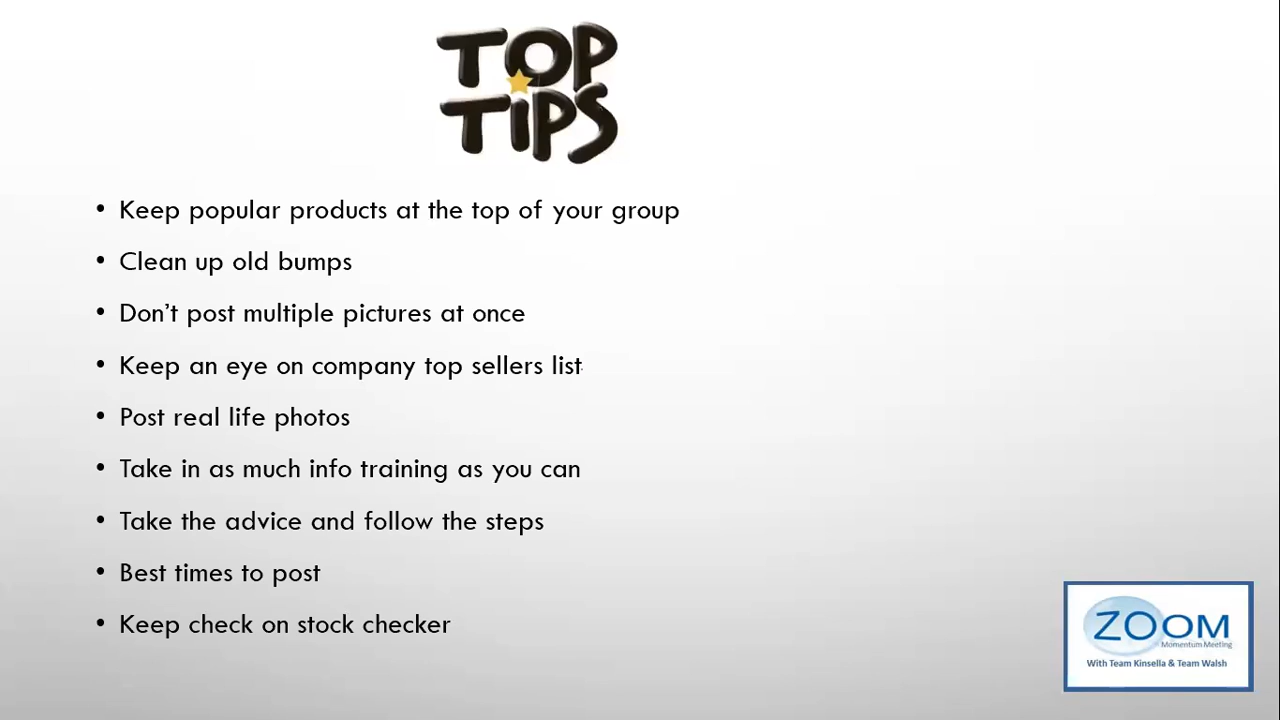 TOP
TiPS
• Keep popular products at the top of your group
• Clean up old bumps
• Don’t post multiple pictures at once
• Keep an eye on company top sellers list
• Post real life photos
• Take in as much info training as you can
• Take the advice and follow the steps
• Best times to post
• Keep check on stock checker
ZOOM
Momentum Meeting
With Team Kinsella & Team Walsh